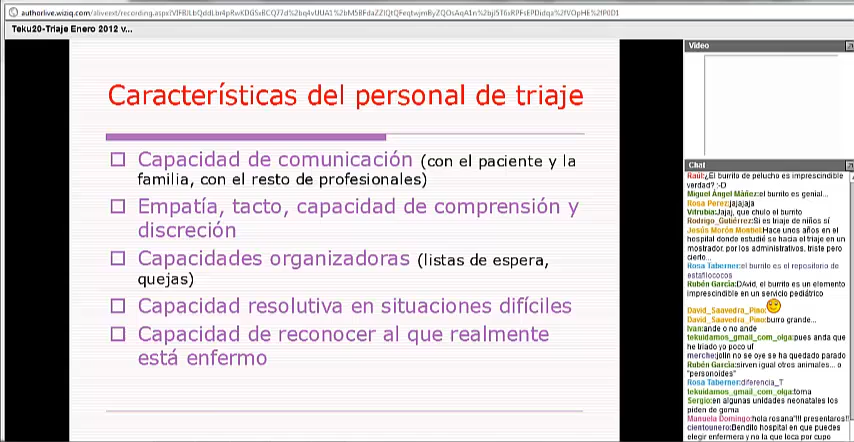 Teku20-Triaje Enero 2012 v...
Video
Características del personal de triaje
Capacidad de comunicación (con el paciente y la
familia, con el resto de profesionales)
Empatía, tacto, capacidad de comprensión y
discreción
Capacidades organizadoras (listas de espera,
quejas)
Capacidad resolutiva en situaciones difíciles
Capacidad de reconocer al que realmente
está enfermo
Chat
Raúl:¿El burrito de pelucho es imprescindible
verdad? :-D
Miguel Ángel Máñez:el burrito es genial...
Rosa Perez:jajajaja
Vitrubia:Jajaj, que chulo el burrito
Rodrigo_Gutiérrez:Si es triaje de niños sí
Jesús Morón Montiel:Hace unos años en el
hospital donde estudié se hacia el triaje en un
mostrador, por los administrativos, triste pero
cierto...
Rosa Taberner:el burrito es el repositorio de
estafilococos
Rubén García:DAvid, el burrito es un elemento
imprescindible en un servicio pediátrico
David_Saavedra_Pino:
David_Saavedra_Pino:burro grande...
Ivan:ande o no ande
tekuidamos_gmail_com_olga:pues anda que
he triado yo poco uf
merche:jolin no se oye se ha quedado parado
Rubén García:sirven igual otros animales... o
"personoides"
Rosa Taberner:diferencia_T
tekuidamos_gmail_com_olga:toma
Sergio:en algunas unidades neonatales los
piden de goma
Manuela Domingo:hola rosana"!!! presentaros!!
cientounero:Bendito hospital en que puedes
elegir enfermera y no la que toca por cupo